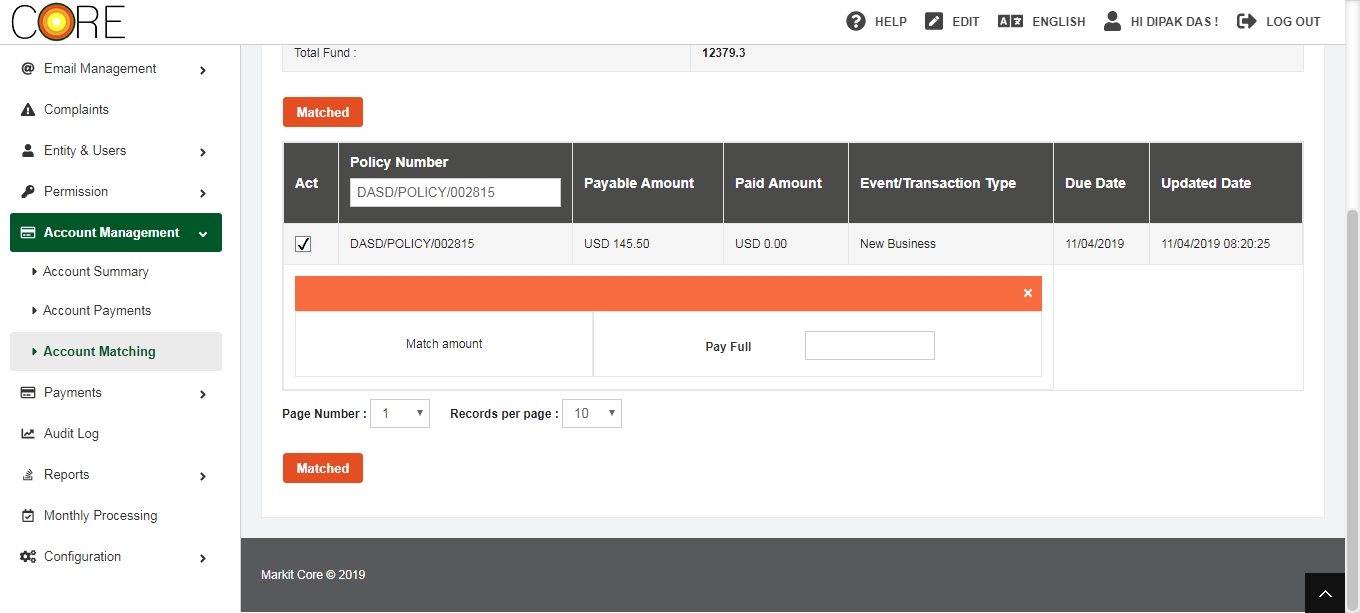 CORE
HELP
EDIT
ENGLISH
HI DIPAK DAS !
LOG OUT
Email Management
Complaints
Entity & Users
Permission
Account Management
Account Summary
Account Payments
Account Matching
Payments
Audit Log
Reports
Monthly Processing
Configuration
Total Fund : 12379.3
Matched
Act Policy Number Payable Amount Paid Amount Event/Transaction Type Due Date Updated Date
DASD/POLICY/002815
DASD/POLICY/002815 USD 145.50 USD 0.00 New Business 11/04/2019 11/04/2019 08:20:25
×
Match amount Pay Full
Page Number : 1 Records per page : 10
Matched
Markit Core © 2019